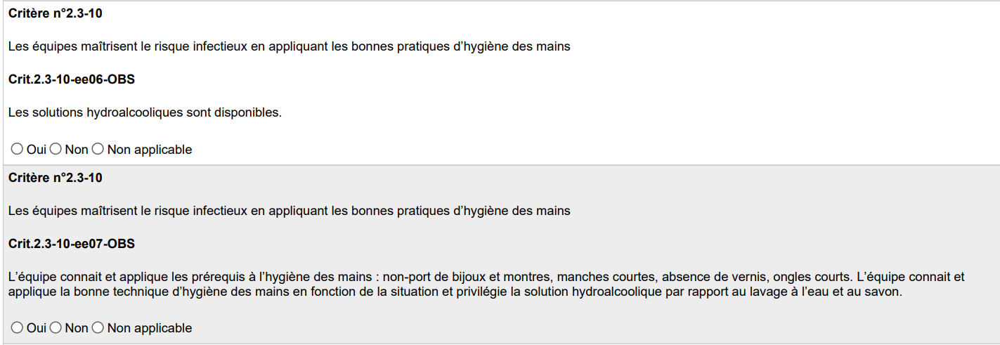 Critère n°2.3-10
Les équipes maîtrisent le risque infectieux en appliquant les bonnes pratiques d’hygiène des mains
Crit.2.3-10-ee06-OBS
Les solutions hydroalcooliques sont disponibles.
Oui Non Non applicable
Critère n°2.3-10
Les équipes maîtrisent le risque infectieux en appliquant les bonnes pratiques d’hygiène des mains
Crit.2.3-10-ee07-OBS
L’équipe connait et applique les prérequis à l’hygiène des mains : non-port de bijoux et montres, manches courtes, absence de vernis, ongles courts. L’équipe connait et
applique la bonne technique d’hygiène des mains en fonction de la situation et privilégie la solution hydroalcoolique par rapport au lavage à l’eau et au savon.
Oui Non Non applicable